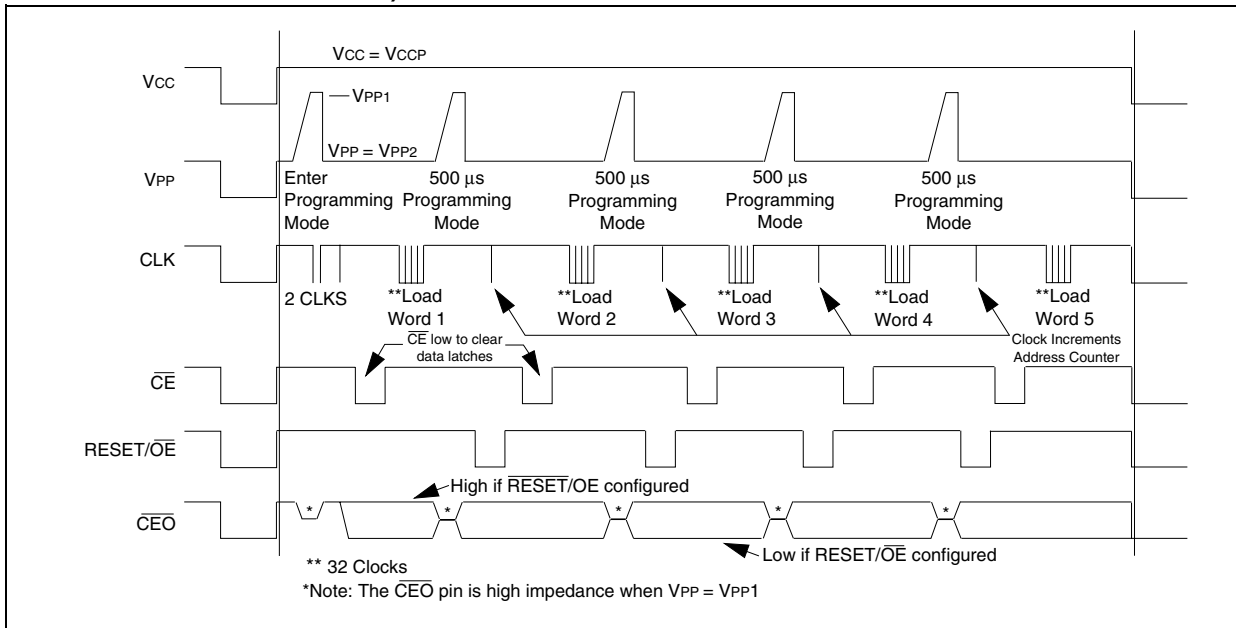 VCC = VCCP
VCC
VPP1
VPP = VPP2
VPP
Enter
Programming
Mode
500 µs
Programming
Mode
500 µs
Programming
Mode
500 µs
Programming
Mode
500 µs
Programming
Mode
CLK
2 CLKS
**Load
Word 1
**Load
Word 2
**Load
Word 3
**Load
Word 4
**Load
Word 5
CE low to clear
data latches
Clock Increments
Address Counter
CE
RESET/OE
High if RESET/OE configured
CEO
*
*
*
*
*
Low if RESET/OE configured
** 32 Clocks
*Note: The CEO pin is high impedance when VPP = VPP1